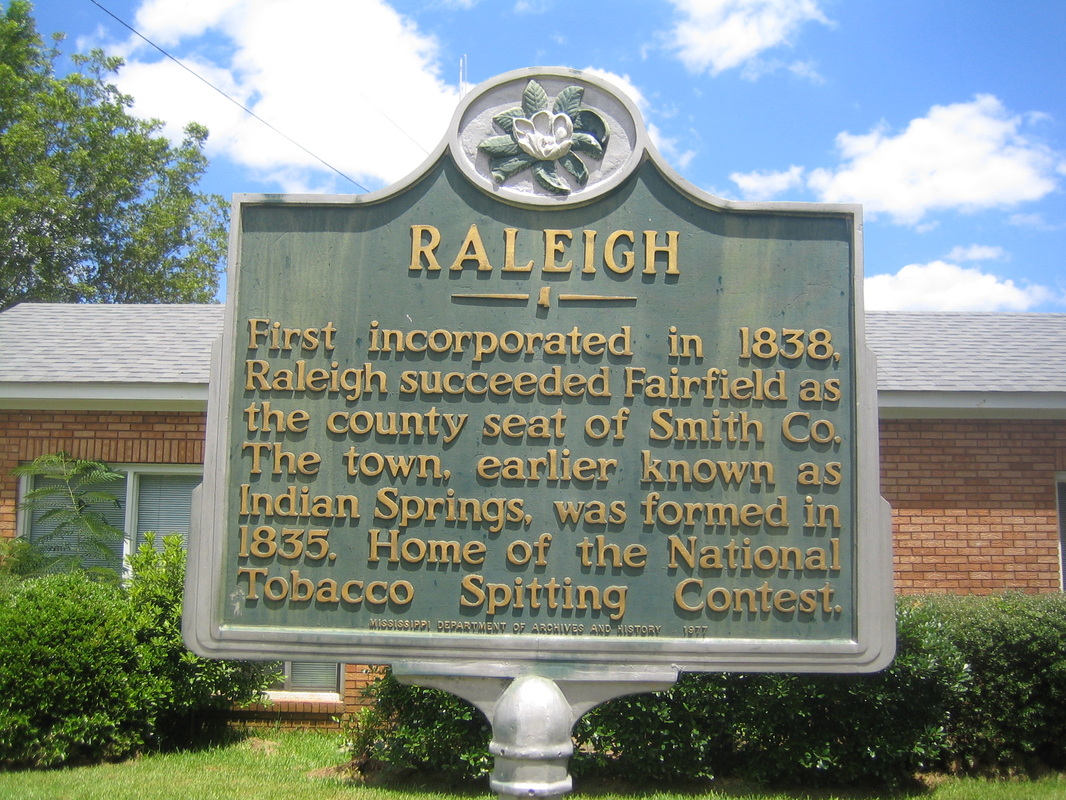 RALEIGH
First incorporated in 1838,
Raleigh succeeded Fairfield as
the county seat of Smith Co.
The town, earlier known as
Indian Springs, was formed in
1835. Home of the National
Tobacco Spitting Contest.
MISSISSIPPI DEPARTMENT OF ARCHIVES AND HISTORY 1977